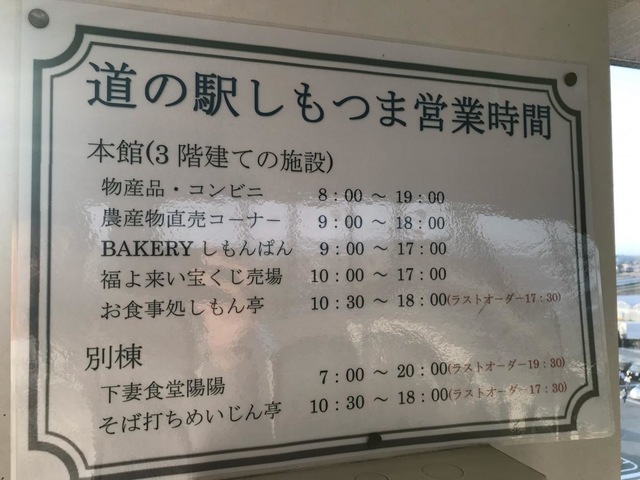 道の駅しもつま営業時間
本館(3階建ての施設)
物産品・コンビニ 8：00 ～ 19：00
農産物直売コーナー 9：00 ～ 18：00
BAKERY しもんぱん 9：00 ～ 17：00
福よ来い宝くじ売場 10：00 ～ 17：00
お食事処しもん亭 10：30 ～ 18：00(ラストオーダー17：30)
別棟
下妻食堂陽陽 7：00 ～ 20：00(ラストオーダー19：30)
そば打ちめいじん亭 10：30 ～ 18：00(ラストオーダー17：30)